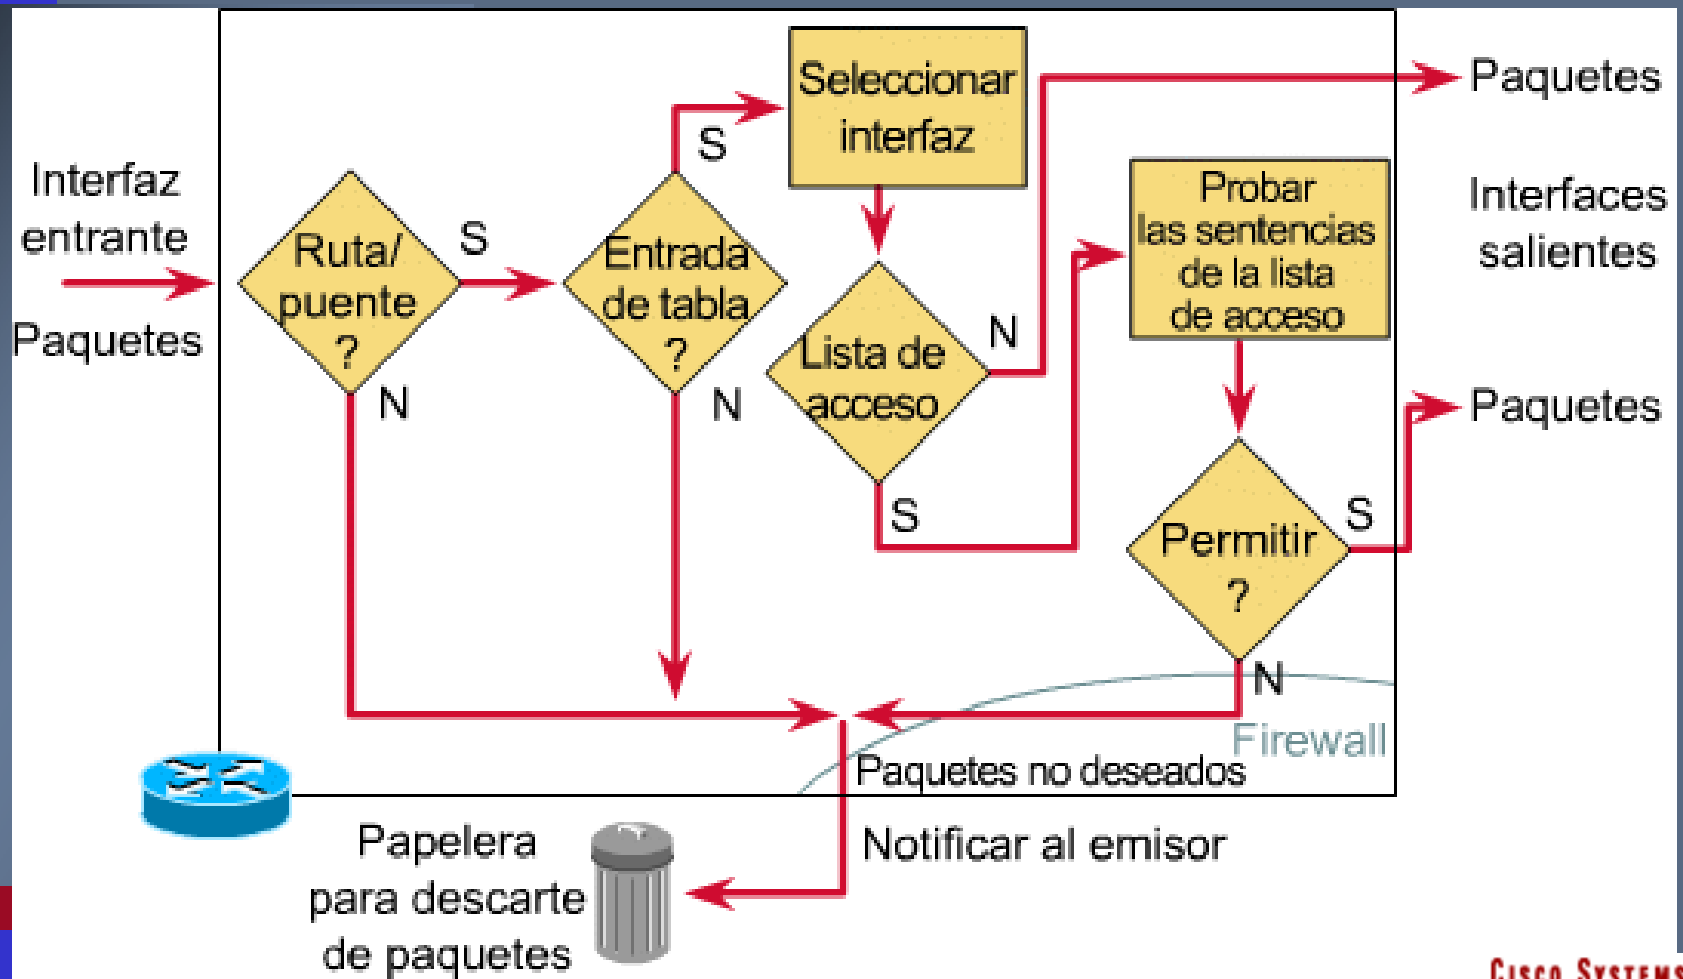 Interfaz
entrante
Paquetes
Ruta/
puente
?
S
N
Entrada
de tabla
?
S
N
Seleccionar
interfaz
Lista de
acceso
N
S
Probar
las sentencias
de la lista
de acceso
Permitir
?
S
N
Paquetes
Interfaces
salientes
Paquetes
Firewall
Paquetes no deseados
Notificar al emisor
Papelera
para descarte
de paquetes
CISCO SYSTEMS